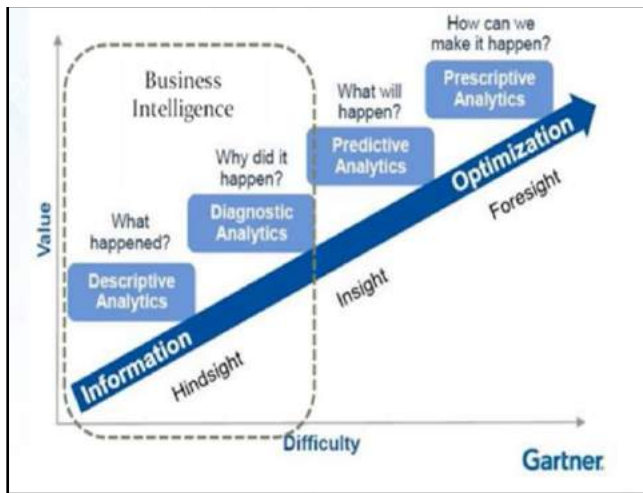 How can we
make it happen?
Prescriptive
Analytics
Business
Intelligence
What will
happen?
Predictive
Analytics
Optimization
Why did it
happen?
Foresight
Diagnostic
Analytics
Value
What
happened?
Insight
Descriptive
Analytics
Information
Hindsight
Difficulty
Gartner